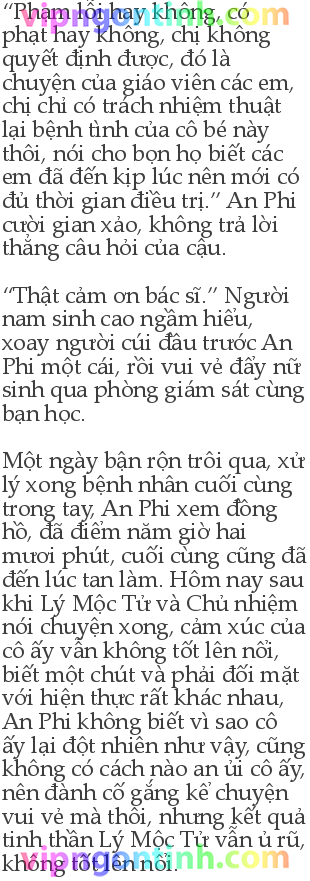 vipngontinh.com
“Phạm lỗi hay không, có
phạt hay không, chị không
quyết định được, đó là
chuyện của giáo viên các em,
chị chỉ có trách nhiệm thuật
lại bệnh tình của cô bé này
thôi, nói cho bọn họ biết các
em đã đến kịp lúc nên mới có
đủ thời gian điều trị.” An Phi
cười gian xảo, không trả lời
thẳng câu hỏi của cậu.
“Thật cảm ơn bác sĩ.” Người
nam sinh cao ngầm hiểu,
xoay người cúi đầu trước An
Phi một cái, rồi vui vẻ đẩy nữ
sinh qua phòng giám sát cùng
bạn học.
Một ngày bận rộn trôi qua, xử
lý xong bệnh nhân cuối cùng
trong tay, An Phi xem đồng
hồ, đã điểm năm giờ hai
mươi phút, cuối cùng cũng đã
đến lúc tan làm. Hôm nay sau
khi Lý Mộc Tử và Chủ nhiệm
nói chuyện xong, cảm xúc của
cô ấy vẫn không tốt lên nổi,
biết một chút và phải đối mặt
với hiện thực rất khác nhau,
An Phi không biết vì sao cô
ấy lại đột nhiên như vậy, cũng
không có cách nào an ủi cô ấy,
nên đành cố gắng kể chuyện
vui vẻ mà thôi, nhưng kết quả
tinh thần Lý Mộc Tử vẫn ủ rũ,
không tốt lên nổi.
vipngontinh.com